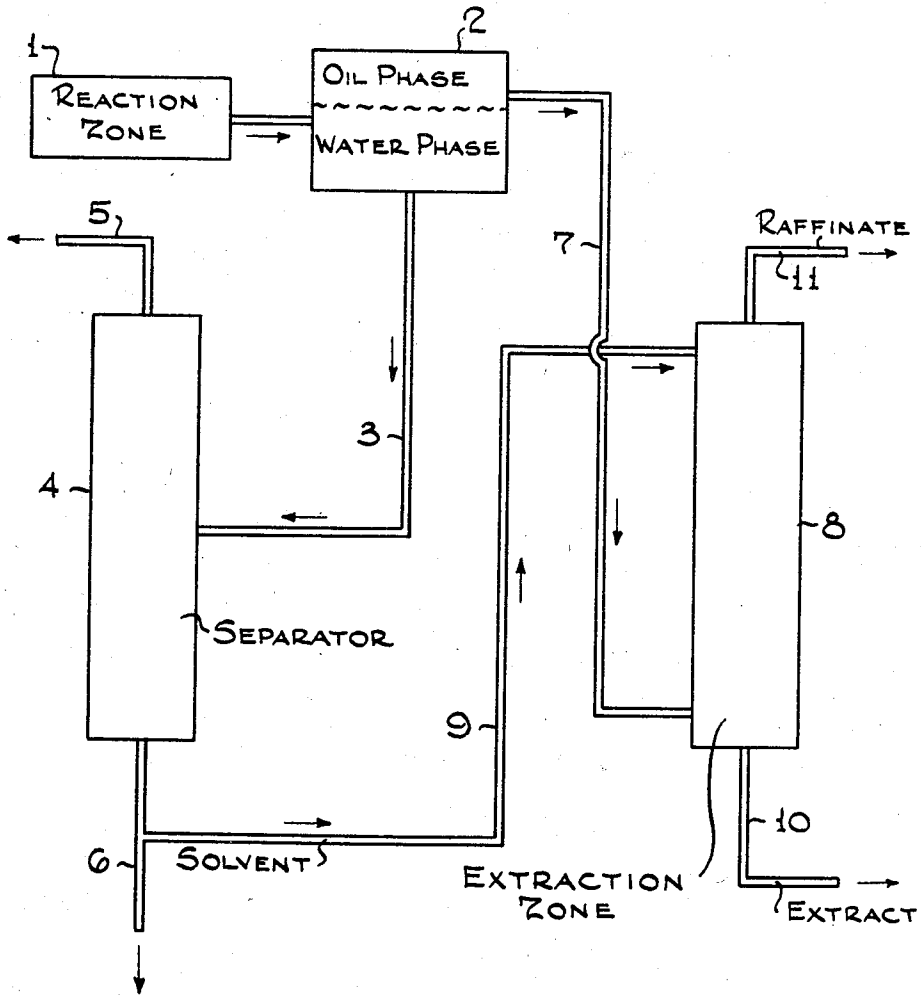 1
REACTION
ZONE
2
OIL PHASE
WATER PHASE
5
7
RAFFINATE
11
3
4
8
SEPARATOR
9
6
SOLVENT
10
EXTRACTION
ZONE
EXTRACT